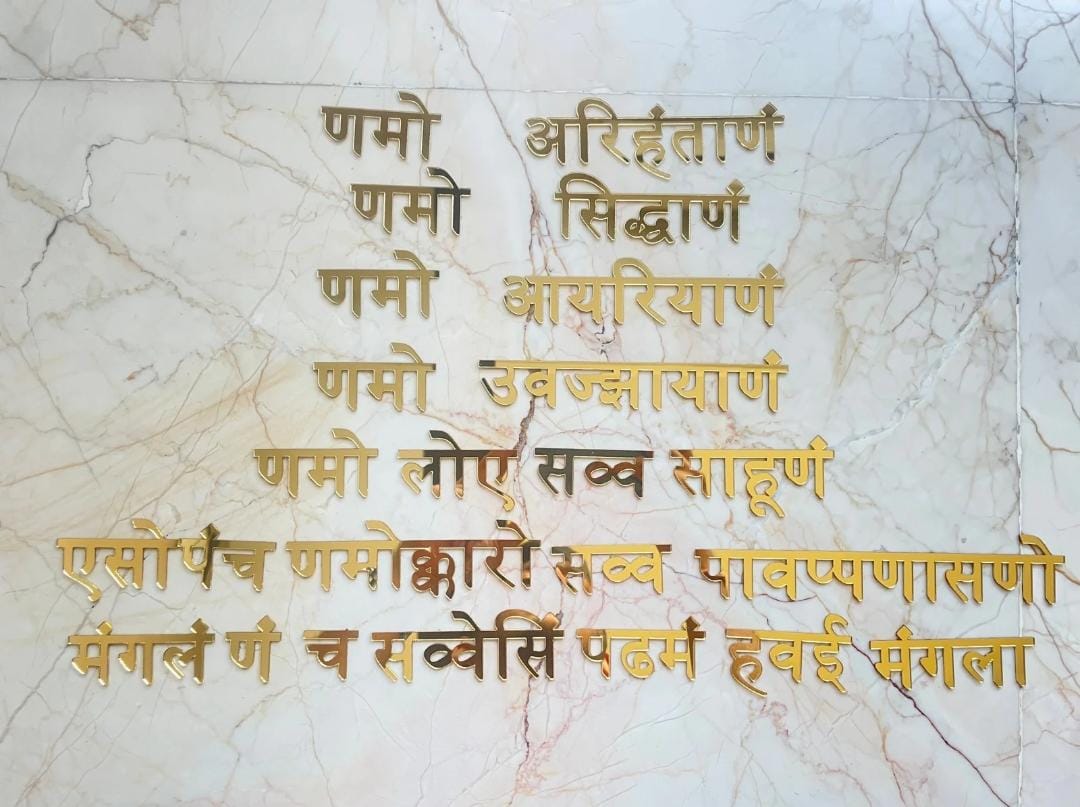 णमो अरिहंताणं
णमो सिद्धाणं
णमो आयरियाणं
णमो उवज्झायाणं
णमो लोए सव्व साहूणं
एसोपंच णमोक्कारो सव्व पावप्पणासणो
मंगलं णं च सव्वेसिं पढमं हवई मंगला